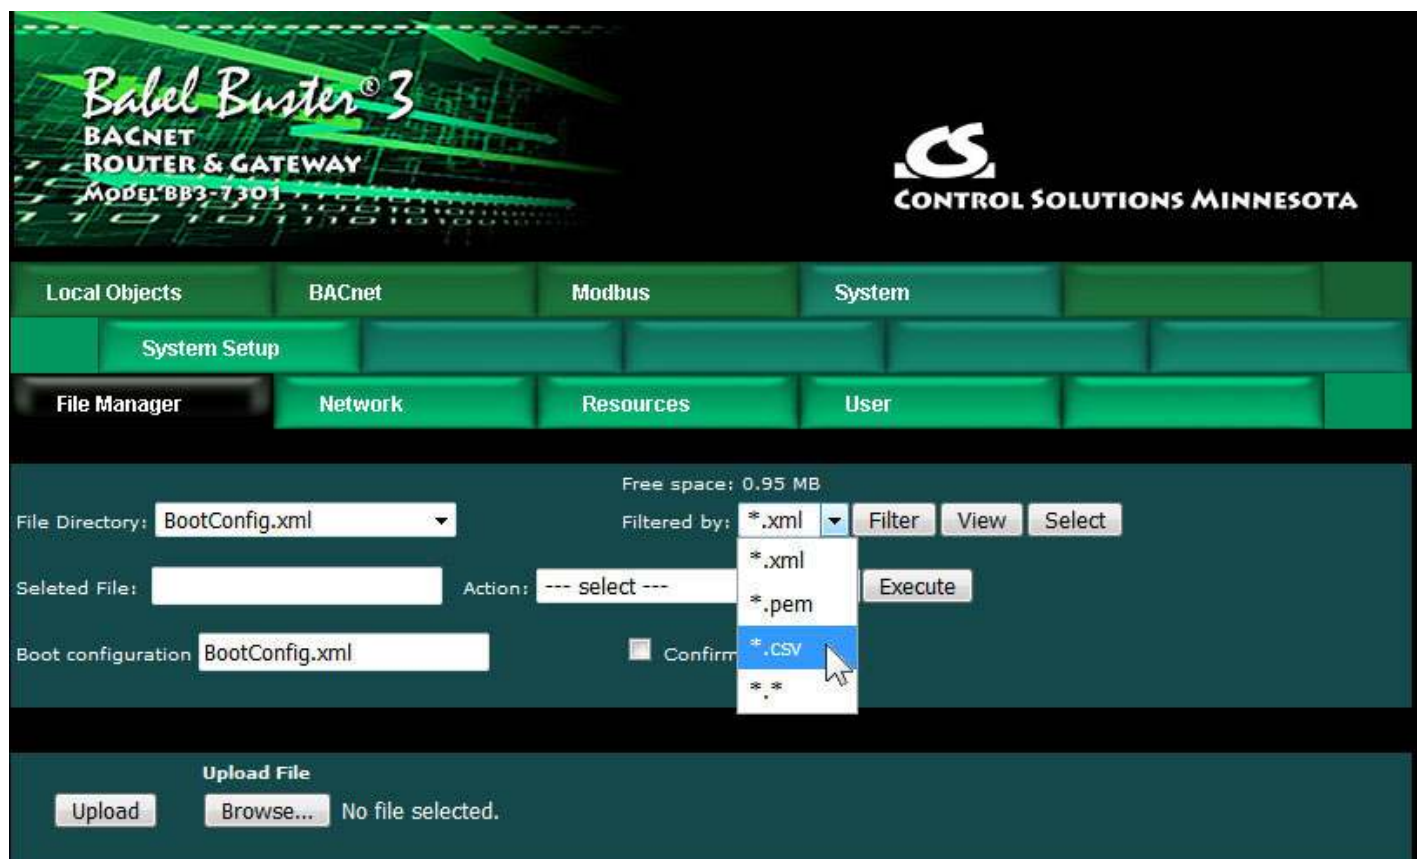 Babel Buster® 3
BACNET
ROUTER & GATEWAY
MODEL BB3-7301
CS
CONTROL SOLUTIONS MINNESOTA
Local Objects BACnet Modbus System
System Setup
File Manager Network Resources User
Free space: 0.95 MB
File Directory: BootConfig.xml Filtered by: *.xml Filter View Select
*.xml
Seleted File: Action: --- select --- Execute
*.pem
Boot configuration BootConfig.xml Confirm
*.csv
*.*
Upload File
Upload Browse... No file selected.